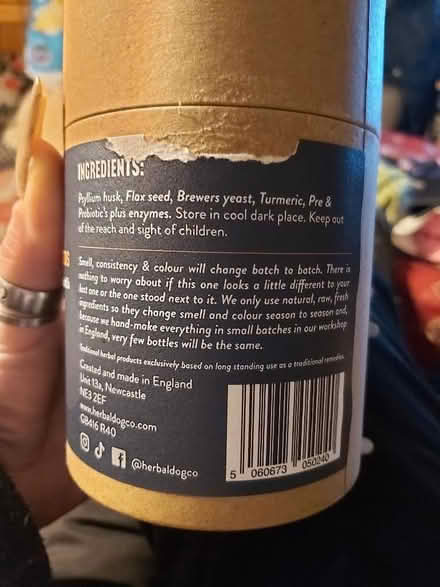 INGREDIENTS:
Psyllium husk, Flax seed, Brewers yeast, Turmeric, Pre &
Probiotic's plus enzymes. Store in cool dark place. Keep out
of the reach and sight of children.
Smell, consistency & colour will change batch to batch. There is
nothing to worry about if this one looks a little different to your
last one or the one stood next to it. We only use natural, raw, fresh
ingredients so they change smell and colour season to season and,
because we hand-make everything in small batches in our workshop
in England, very few bottles will be the same.
Traditional herbal products exclusively based on long standing use as a traditional remedies.
Created and made in England
Unit 13a, Newcastle
NE3 2EF
www.herbaldogco.com
GB416 R40
@herbaldogco
5 060673 050240